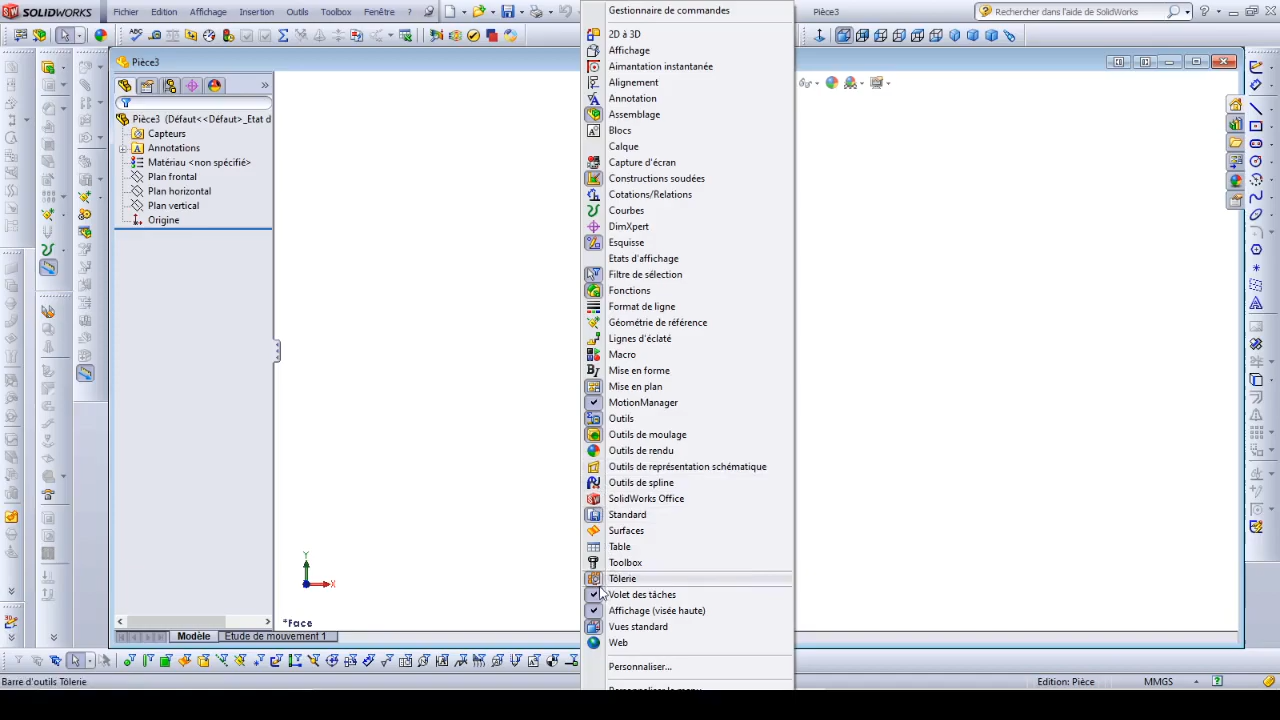 SOLIDWORKS
Fichier Edition Affichage Insertion Outils Toolbox Fenêtre ?
Pièce3
Rechercher dans l'aide de SolidWorks
Pièce3
Pièce3 (Défaut<<Défaut>_Etat d
Capteurs
Annotations
Matériau <non spécifié>
Plan frontal
Plan horizontal
Plan vertical
Origine
Gestionnaire de commandes
2D à 3D
Affichage
Aimantation instantanée
Alignement
Annotation
Assemblage
Blocs
Calque
Capture d'écran
Constructions soudées
Cotations/Relations
Courbes
DimXpert
Esquisse
Etats d'affichage
Filtre de sélection
Fonctions
Format de ligne
Géométrie de référence
Lignes d'éclaté
Macro
Mise en forme
Mise en plan
MotionManager
Outils
Outils de moulage
Outils de rendu
Outils de représentation schématique
Outils de spline
SolidWorks Office
Standard
Surfaces
Table
Toolbox
Tôlerie
Volet des tâches
Affichage (visée haute)
Vues standard
Web
Personnaliser...
Y
X
*Face
Modèle Etude de mouvement 1
Barre d'outils Tôlerie
Edition: Pièce
MMGS